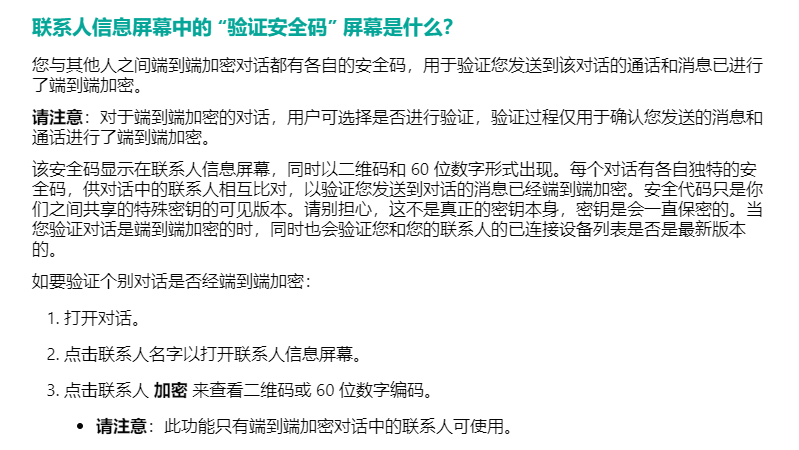 联系人信息屏幕中的 “验证安全码” 屏幕是什么？
您与其他人之间端到端加密对话都有各自的安全码，用于验证您发送到该对话的通话和消息已进行
了端到端加密。
请注意：对于端到端加密的对话，用户可选择是否进行验证，验证过程仅用于确认您发送的消息和
通话进行了端到端加密。
该安全码显示在联系人信息屏幕，同时以二维码和 60 位数字形式出现。每个对话有各自独特的安
全码，供对话中的联系人相互比对，以验证您发送到对话的消息已经端到端加密。安全代码只是你
们之间共享的特殊密钥的可见版本。请别担心，这不是真正的密钥本身，密钥是会一直保密的。当
您验证对话是端到端加密的时，同时也会验证您和您的联系人的已连接设备列表是否是最新版本
的。
如要验证个别对话是否经端到端加密：
1. 打开对话。
2. 点击联系人名字以打开联系人信息屏幕。
3. 点击联系人 加密 来查看二维码或 60 位数字编码。
• 请注意：此功能只有端到端加密对话中的联系人可使用。